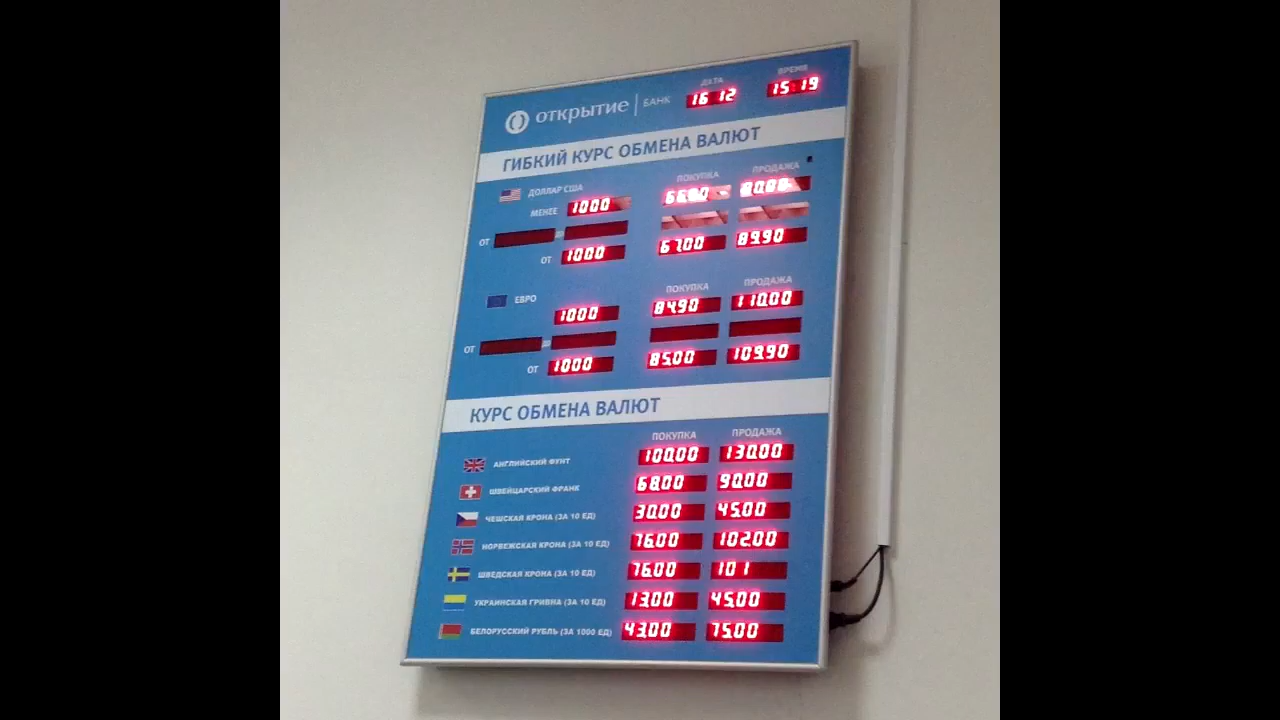 ОТКРЫТИЕ БАНК
ДАТА ВРЕМЯ
16 12 15 19
ГИБКИЙ КУРС ОБМЕНА ВАЛЮТ
ДОЛЛАР США ПОКУПКА ПРОДАЖА
МЕНЕЕ 1000 66.80
ОТ
ОТ 1000 67.00 89.90
ЕВРО ПОКУПКА ПРОДАЖА
1000 84.90 110.00
ОТ
ОТ 1000 85.00 109.90
КУРС ОБМЕНА ВАЛЮТ
ПОКУПКА ПРОДАЖА
АНГЛИЙСКИЙ ФУНТ 100.00 130.00
ШВЕЙЦАРСКИЙ ФРАНК 68.00 90.00
ЧЕШСКАЯ КРОНА (ЗА 10 ЕД) 30.00 45.00
НОРВЕЖСКАЯ КРОНА (ЗА 10 ЕД) 76.00 102.00
ШВЕДСКАЯ КРОНА (ЗА 10 ЕД) 76.00 101
УКРАИНСКАЯ ГРИВНА (ЗА 10 ЕД) 13.00 45.00
БЕЛОРУССКИЙ РУБЛЬ (ЗА 1000 ЕД) 43.00 75.00